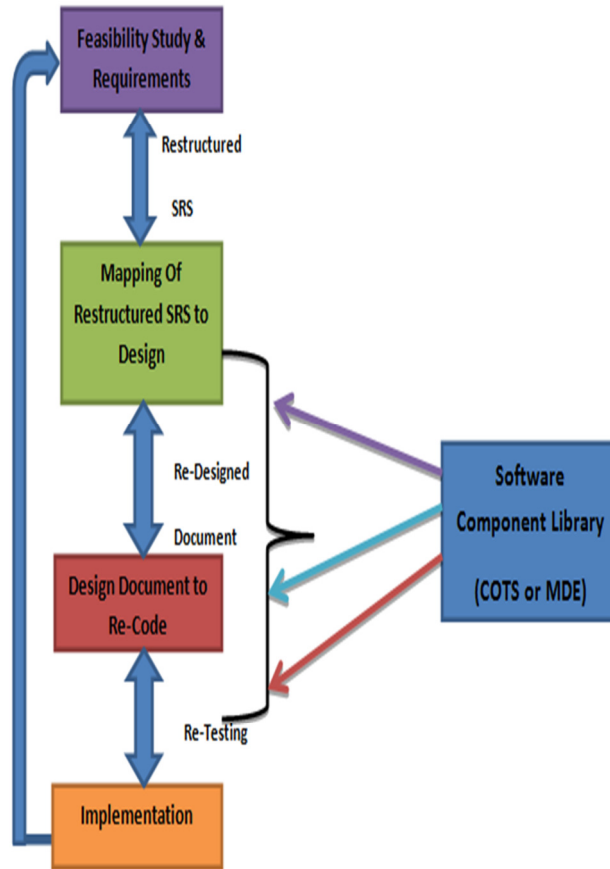 Feasibility Study &
Requirements
Restructured
SRS
Mapping Of
Restructured SRS to
Design
Re-Designed
Document
Software
Component Library
(COTS or MDE)
Design Document to
Re-Code
Re-Testing
Implementation